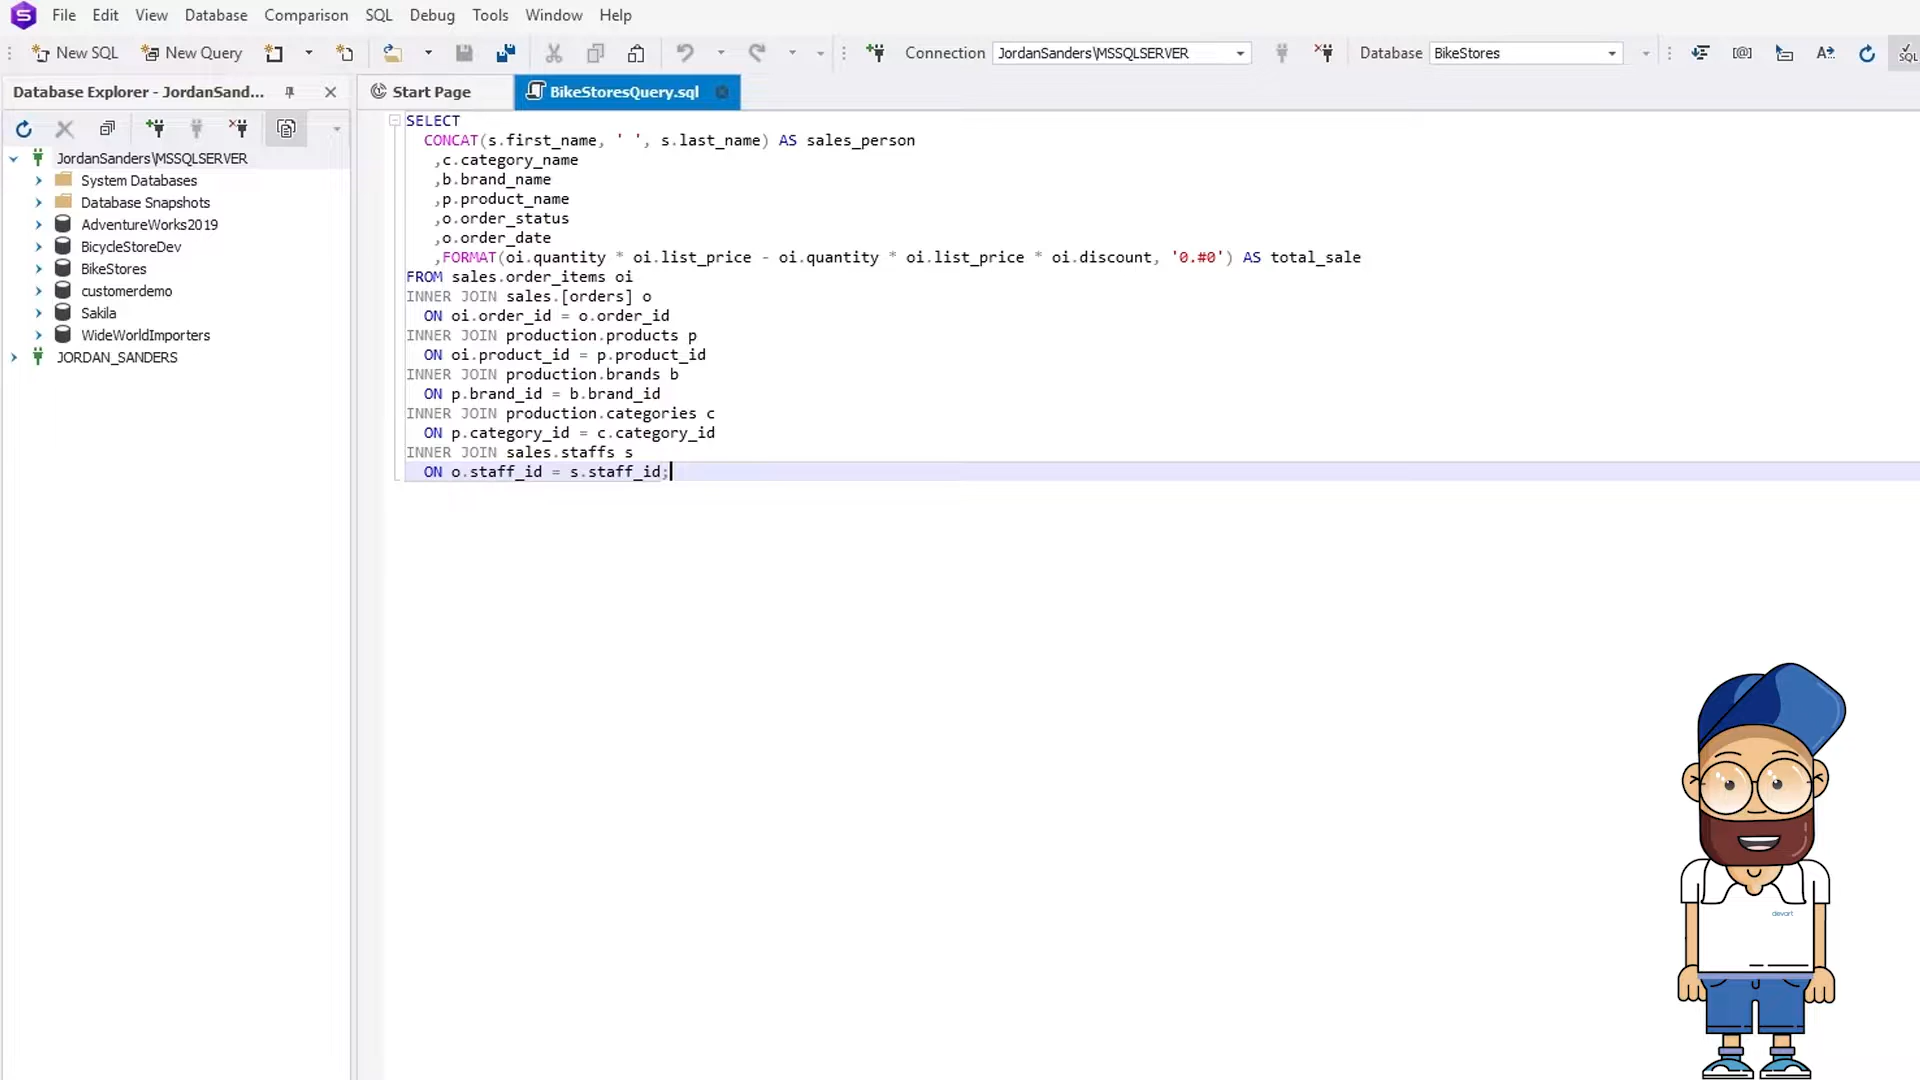 File Edit View Database Comparison SQL Debug Tools Window Help
New SQL New Query Connection JordanSanders\MSSQLSERVER Database BikeStores
Database Explorer - JordanSand...
Start Page
BikeStoresQuery.sql
JordanSanders\MSSQLSERVER
System Databases
Database Snapshots
AdventureWorks2019
BicycleStoreDev
BikeStores
customerdemo
Sakila
WideWorldImporters
JORDAN_SANDERS
SELECT
CONCAT(s.first_name, ' ', s.last_name) AS sales_person
,c.category_name
,b.brand_name
,p.product_name
,o.order_status
,o.order_date
,FORMAT(oi.quantity * oi.list_price - oi.quantity * oi.list_price * oi.discount, '0.#0') AS total_sale
FROM sales.order_items oi
INNER JOIN sales.[orders] o
ON oi.order_id = o.order_id
INNER JOIN production.products p
ON oi.product_id = p.product_id
INNER JOIN production.brands b
ON p.brand_id = b.brand_id
INNER JOIN production.categories c
ON p.category_id = c.category_id
INNER JOIN sales.staffs s
ON o.staff_id = s.staff_id;
devart